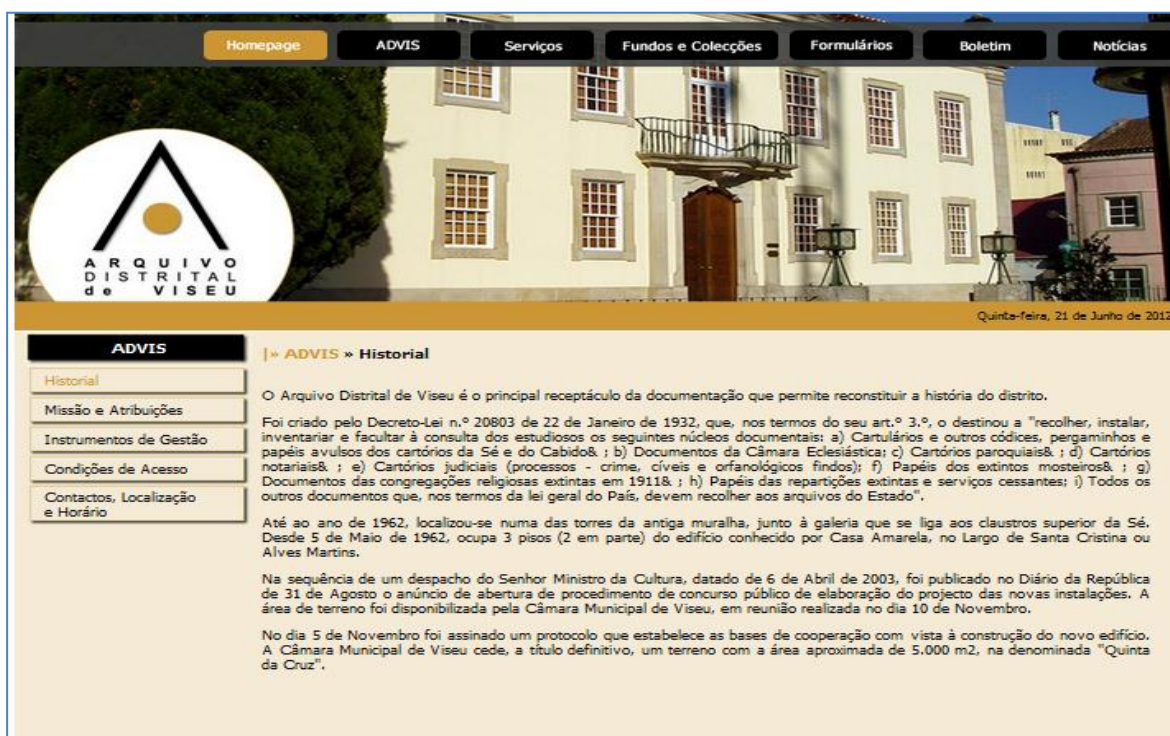 Homepage
ADVIS
Serviços
Fundos e Colecções
Formulários
Boletim
Notícias
ARQUIVO
DISTRITAL
de VISEU
Quinta-feira, 21 de Junho de 2012
ADVIS
Historial
Missão e Atribuições
Instrumentos de Gestão
Condições de Acesso
Contactos, Localização
e Horário
|» ADVIS » Historial
O Arquivo Distrital de Viseu é o principal receptáculo da documentação que permite reconstituir a história do distrito.
Foi criado pelo Decreto-Lei n.º 20803 de 22 de Janeiro de 1932, que, nos termos do seu art.º 3.º, o destinou a "recolher, instalar,
inventariar e facultar à consulta dos estudiosos os seguintes núcleos documentais: a) Cartulários e outros códices, pergaminhos e
papéis avulsos dos cartórios da Sé e do Cabido& ; b) Documentos da Câmara Eclesiástica; c) Cartórios paroquiais& ; d) Cartórios
notariais& ; e) Cartórios judiciais (processos - crime, cíveis e orfanológicos findos); f) Papéis dos extintos mosteiros& ; g)
Documentos das congregações religiosas extintas em 1911& ; h) Papéis das repartições extintas e serviços cessantes; i) Todos os
outros documentos que, nos termos da lei geral do País, devem recolher aos arquivos do Estado".
Até ao ano de 1962, localizou-se numa das torres da antiga muralha, junto à galeria que se liga aos claustros superior da Sé.
Desde 5 de Maio de 1962, ocupa 3 pisos (2 em parte) do edifício conhecido por Casa Amarela, no Largo de Santa Cristina ou
Alves Martins.
Na sequência de um despacho do Senhor Ministro da Cultura, datado de 6 de Abril de 2003, foi publicado no Diário da República
de 31 de Agosto o anúncio de abertura de procedimento de concurso público de elaboração do projecto das novas instalações. A
área de terreno foi disponibilizada pela Câmara Municipal de Viseu, em reunião realizada no dia 10 de Novembro.
No dia 5 de Novembro foi assinado um protocolo que estabelece as bases de cooperação com vista à construção do novo edifício.
A Câmara Municipal de Viseu cede, a título definitivo, um terreno com a área aproximada de 5.000 m2, na denominada "Quinta
da Cruz".